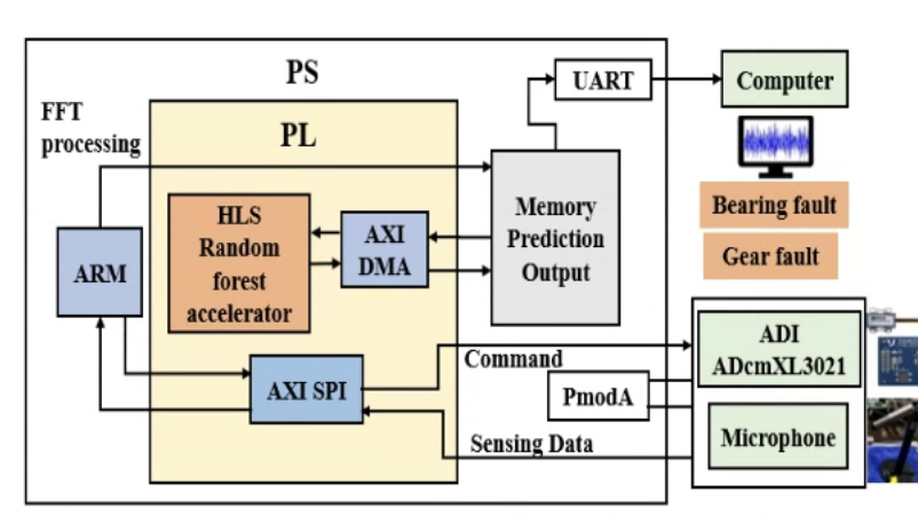 PS
UART
Computer
FFT
processing
PL
Memory
Prediction
Output
Bearing fault
Gear fault
HLS
Random
forest
accelerator
AXI
DMA
ARM
ADI
ADcmXL3021
Command
AXI SPI
PmodA
Microphone
Sensing Data